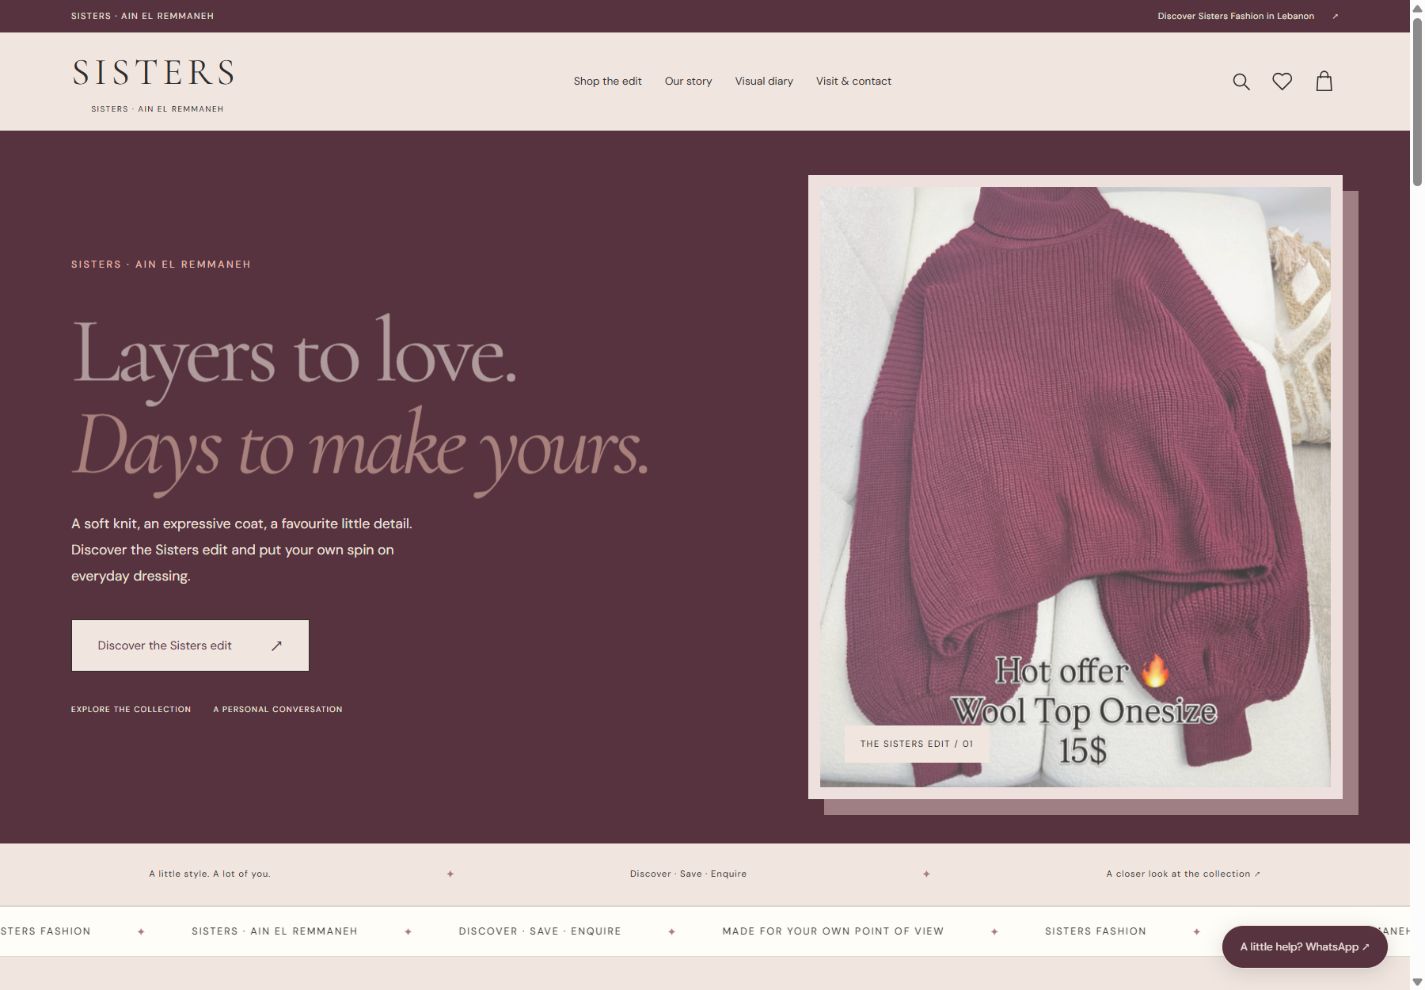 SISTERS · AIN EL REMMANEH
Discover Sisters Fashion in Lebanon ↗
SISTERS
SISTERS · AIN EL REMMANEH
Shop the edit
Our story
Visual diary
Visit & contact
SISTERS · AIN EL REMMANEH
Layers to love.
Days to make yours.
A soft knit, an expressive coat, a favourite little detail.
Discover the Sisters edit and put your own spin on
everyday dressing.
Discover the Sisters edit ↗
EXPLORE THE COLLECTION
A PERSONAL CONVERSATION
Hot offer 🔥
Wool Top Onesize
15$
THE SISTERS EDIT / 01
A little style. A lot of you.
✦
Discover · Save · Enquire
✦
A closer look at the collection ↗
STERS FASHION ✦ SISTERS · AIN EL REMMANEH ✦ DISCOVER · SAVE · ENQUIRE ✦ MADE FOR YOUR OWN POINT OF VIEW ✦ SISTERS FASHION ✦
A little help? WhatsApp ↗